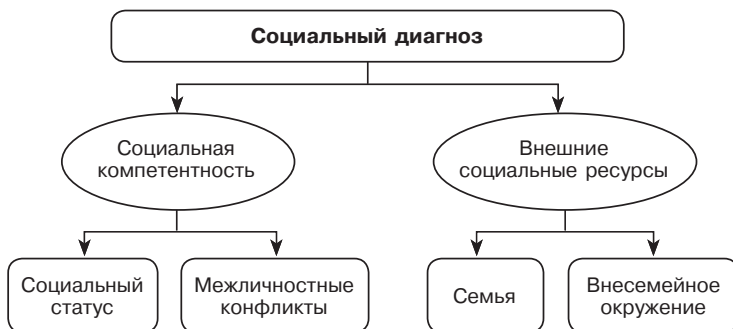 Социальный диагноз
Социальная
компетентность
Внешние
социальные ресурсы
Социальный
статус
Межличностные
конфликты
Семья
Внесемейное
окружение